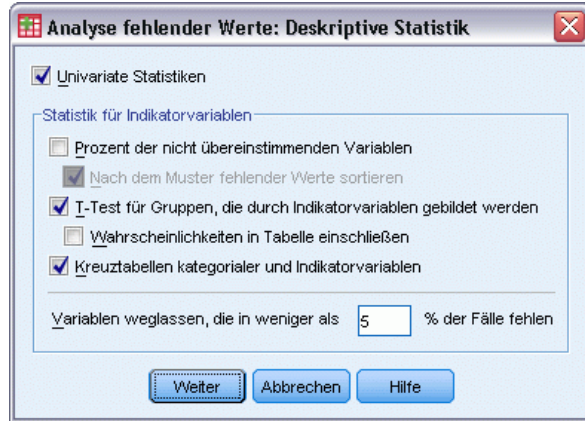 Analyse fehlender Werte: Deskriptive Statistik
Univariate Statistiken
Statistik für Indikatorvariablen
Prozent der nicht übereinstimmenden Variablen
Nach dem Muster fehlender Werte sortieren
T-Test für Gruppen, die durch Indikatorvariablen gebildet werden
Wahrscheinlichkeiten in Tabelle einschließen
Kreuztabellen kategorialer und Indikatorvariablen
Variablen weglassen, die in weniger als 5 % der Fälle fehlen
Weiter Abbrechen Hilfe